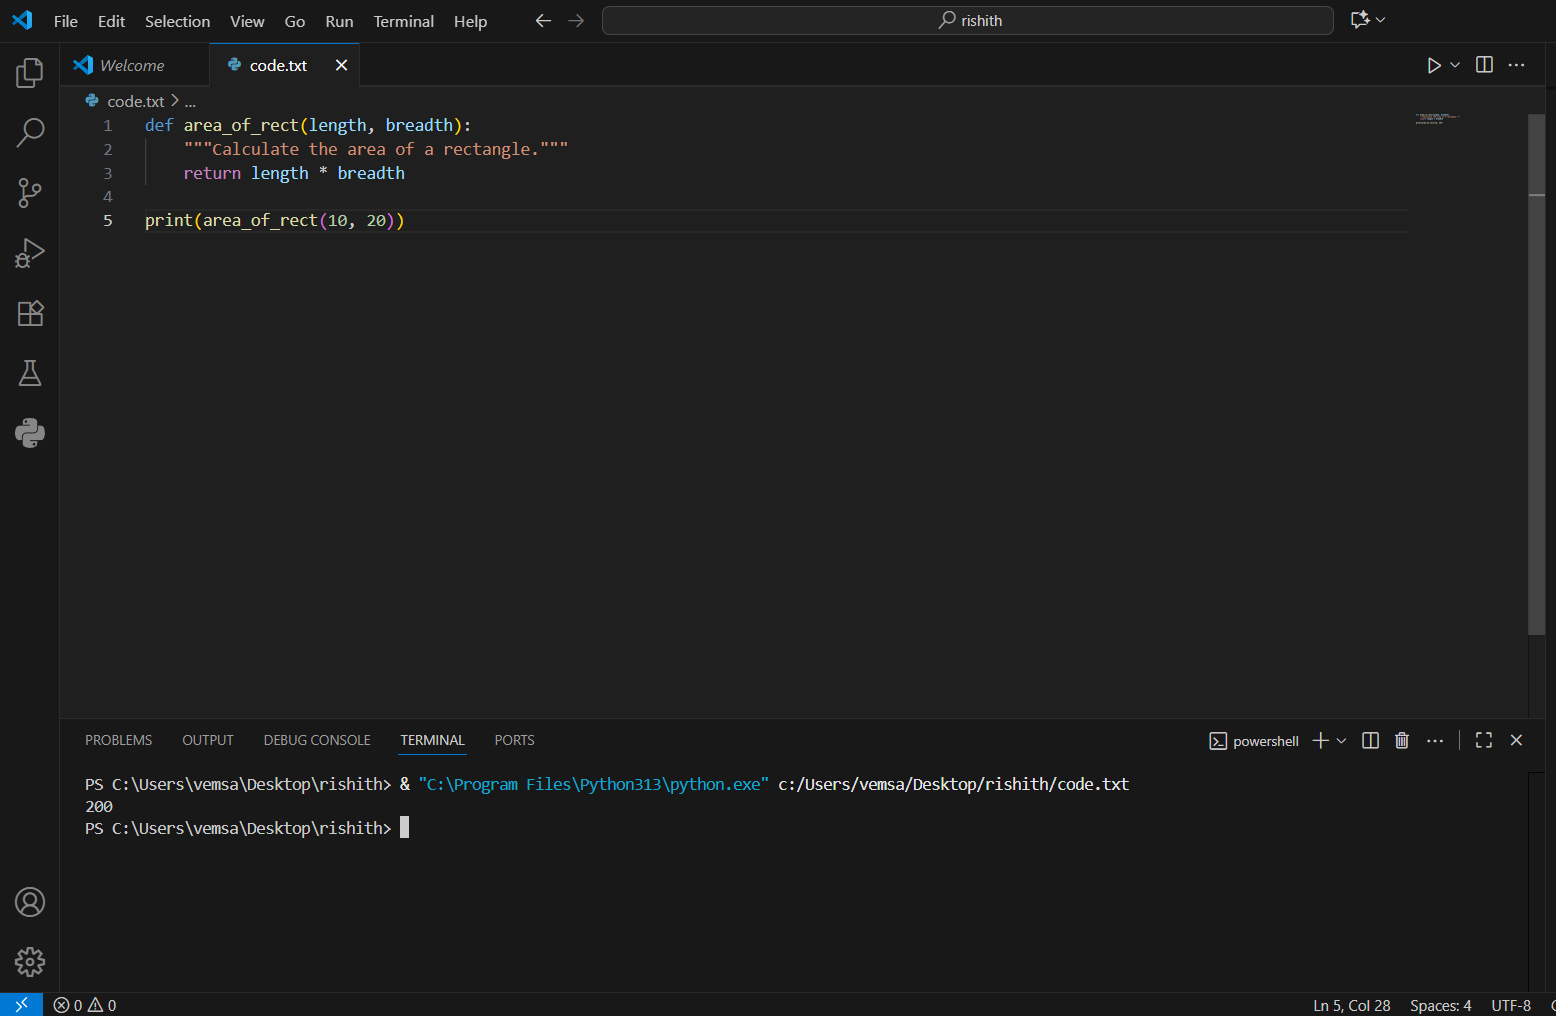 File Edit Selection View Go Run Terminal Help
rishith
Welcome
code.txt
code.txt > ...
1 def area_of_rect(length, breadth):
2     """Calculate the area of a rectangle."""
3     return length * breadth
4
5 print(area_of_rect(10, 20))
PROBLEMS OUTPUT DEBUG CONSOLE TERMINAL PORTS
powershell
PS C:\Users\vemsa\Desktop\rishith> & "C:\Program Files\Python313\python.exe" c:/Users/vemsa/Desktop/rishith/code.txt
200
PS C:\Users\vemsa\Desktop\rishith>
0 0
Ln 5, Col 28 Spaces: 4 UTF-8